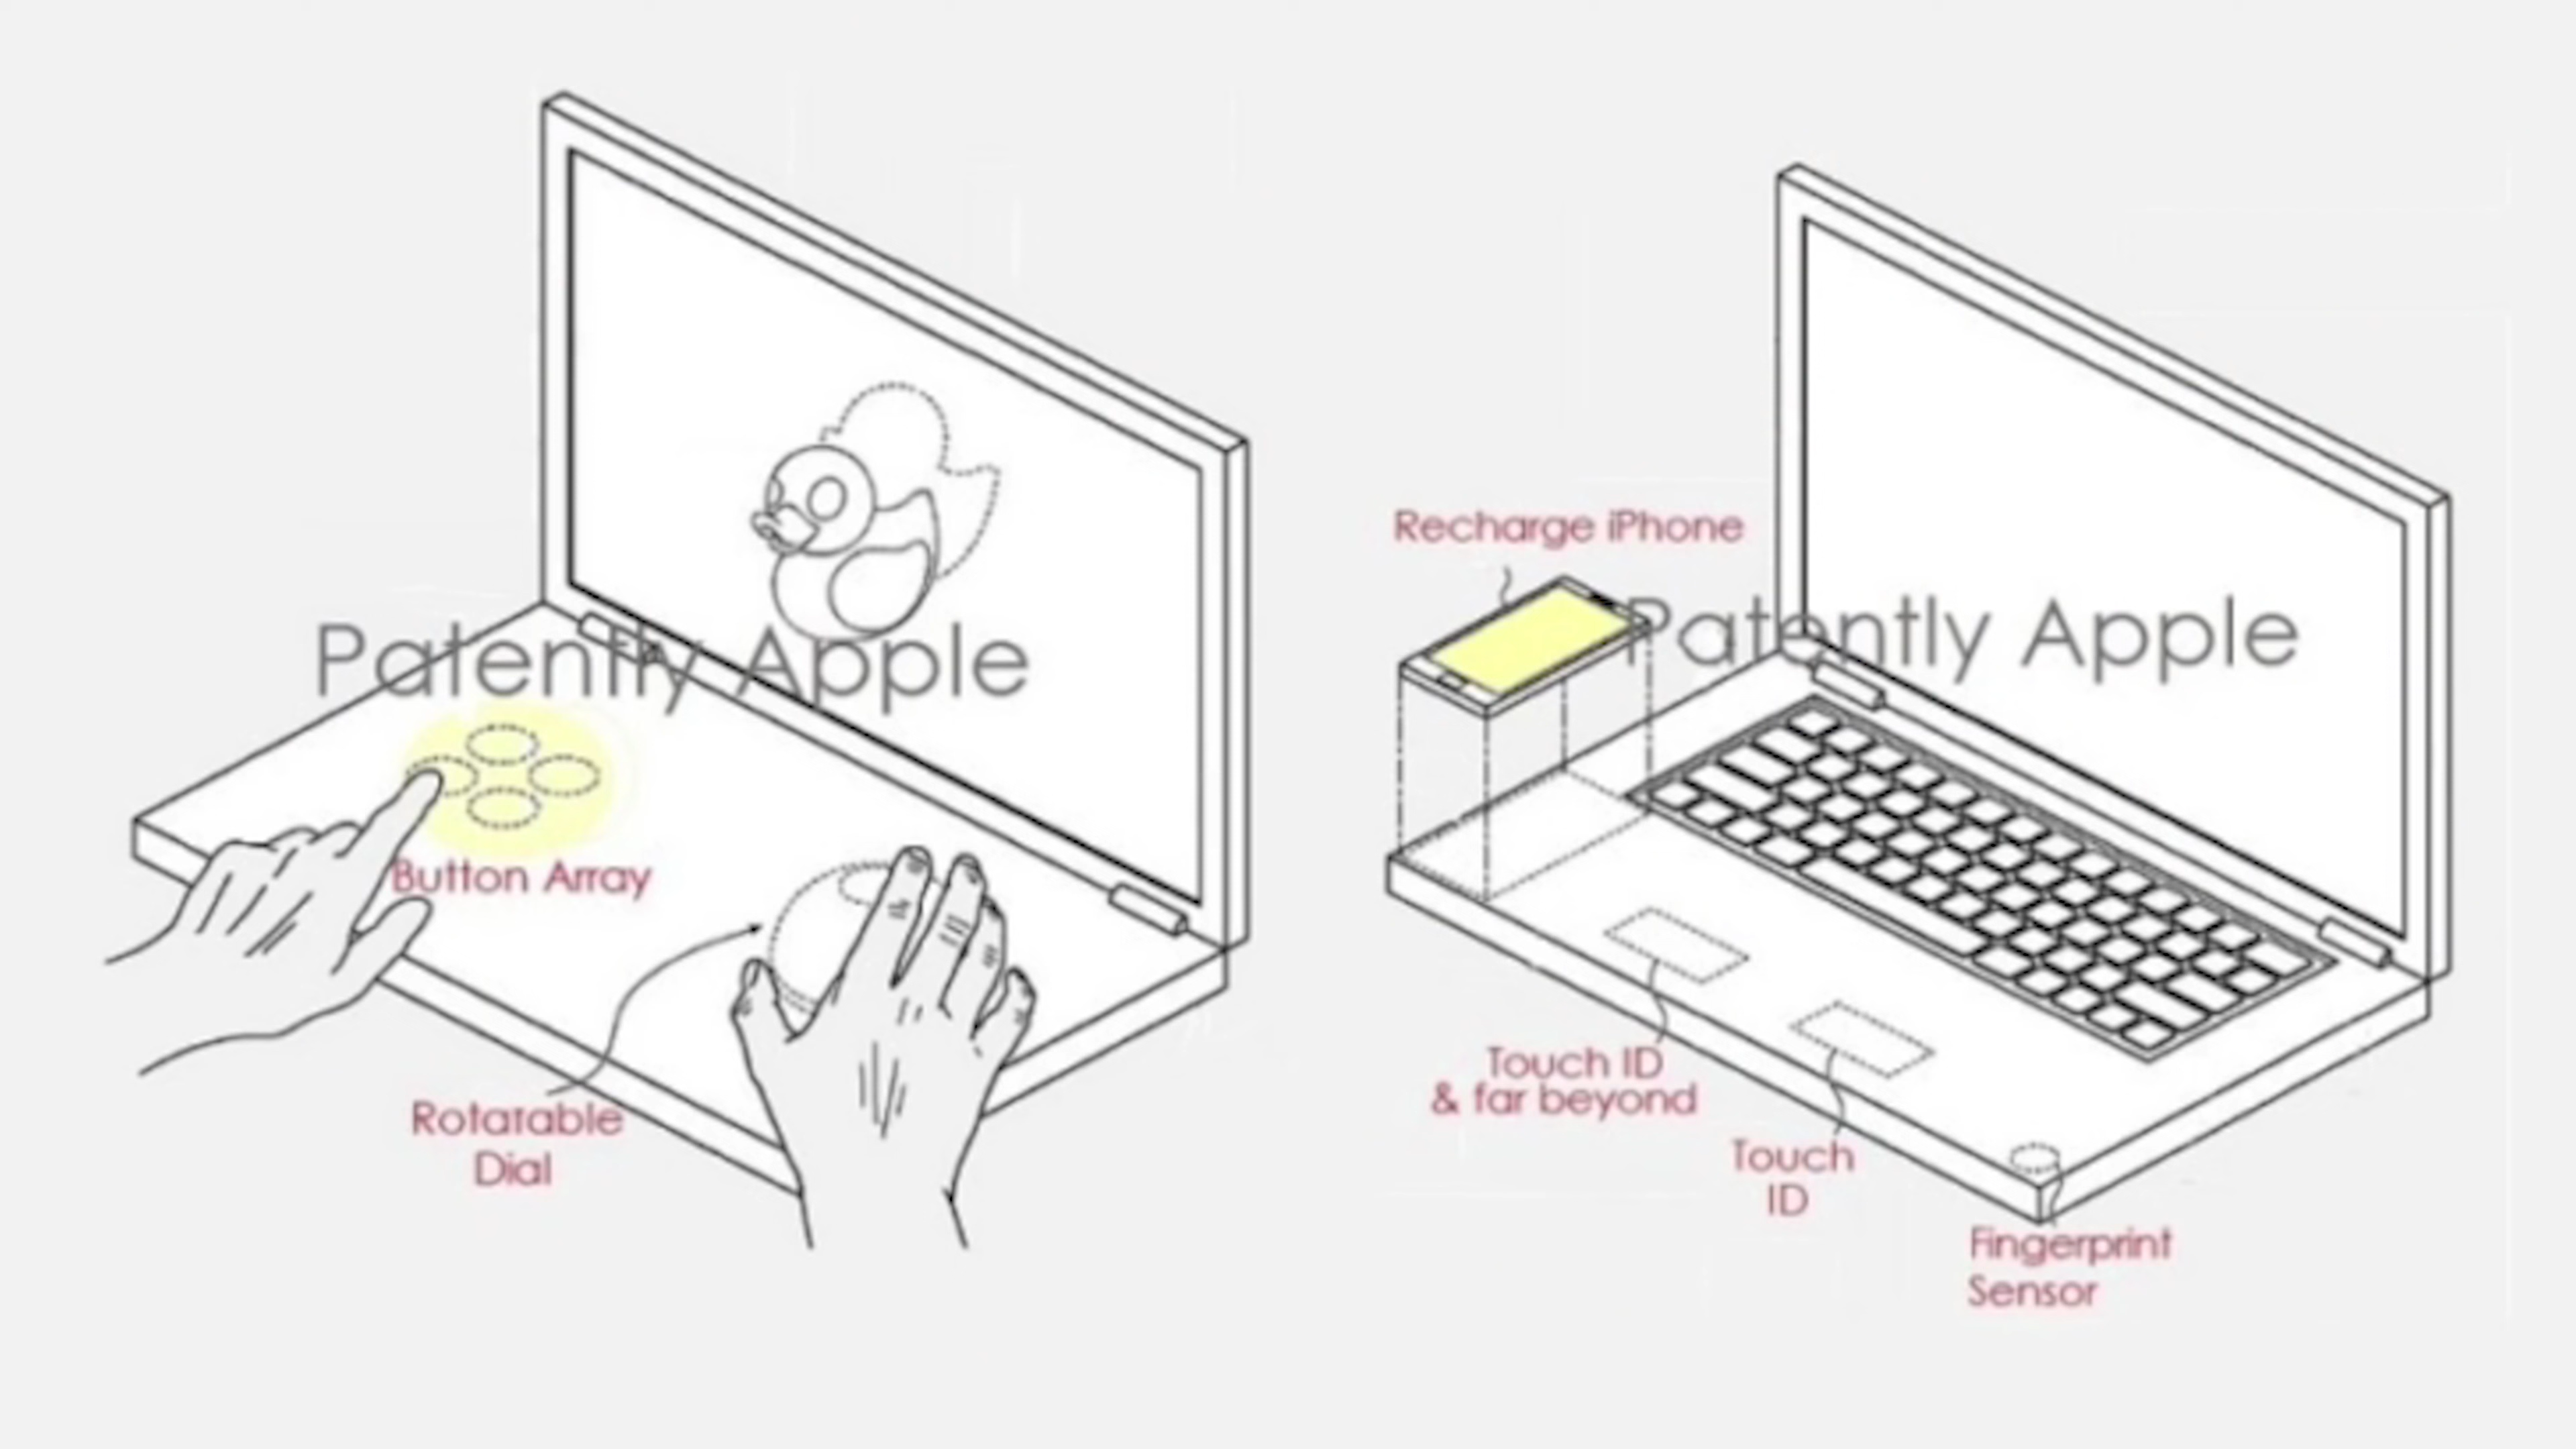 Patently Apple
Button Array
Rotatable
Dial
Recharge iPhone
Patently Apple
Touch ID
& far beyond
Touch
ID
Fingerprint
Sensor